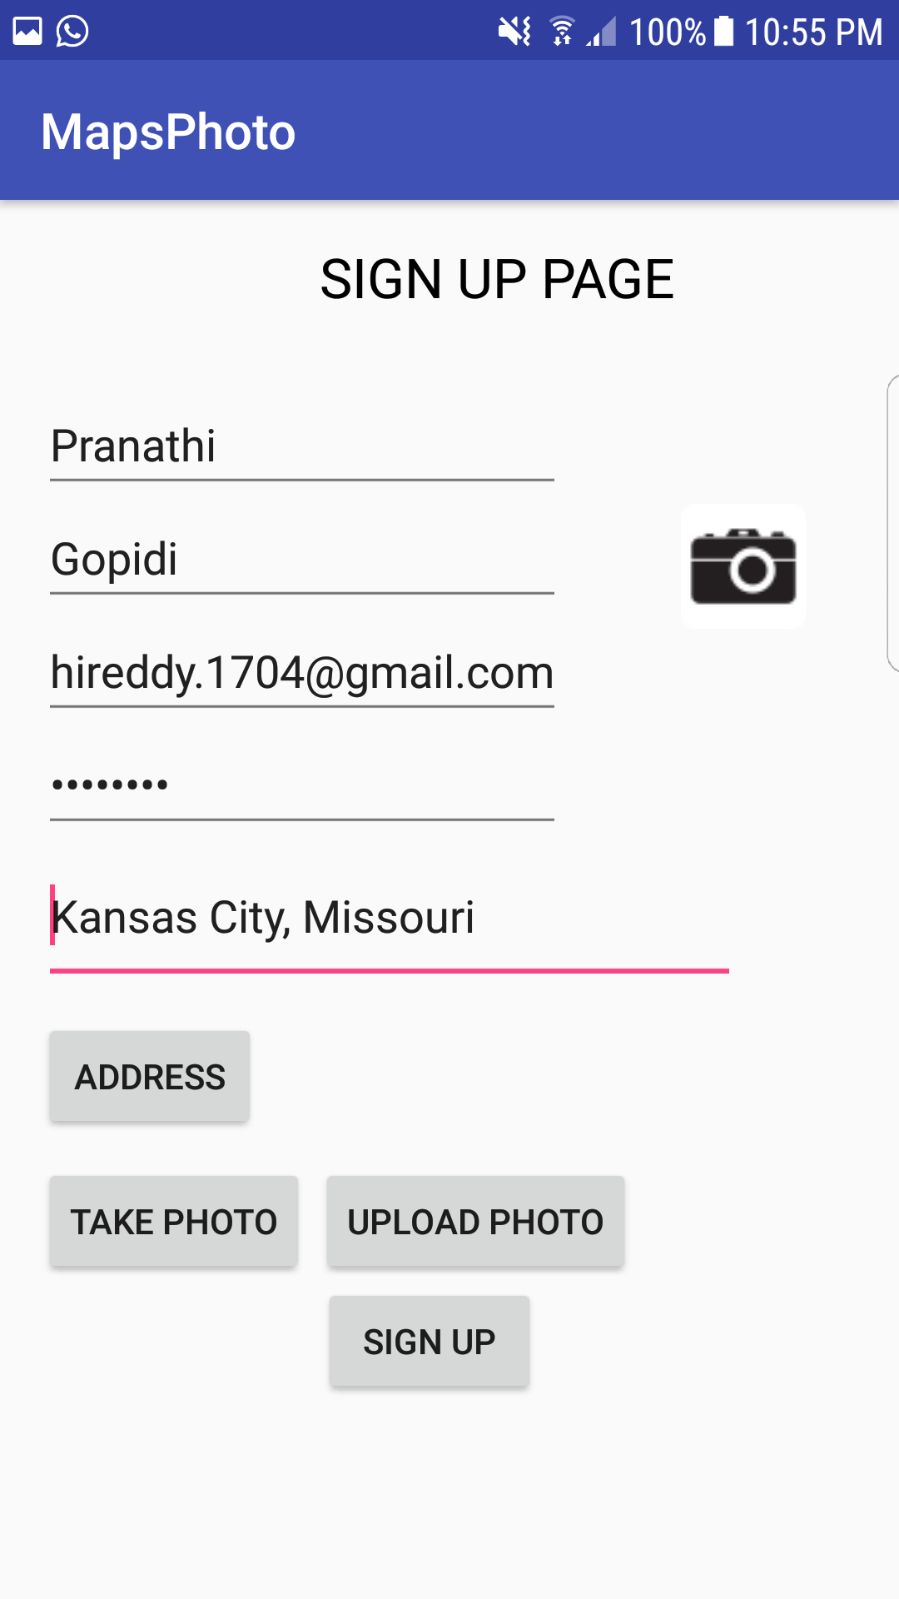 100% 10:55 PM
MapsPhoto
SIGN UP PAGE
Pranathi
Gopidi
hireddy.1704@gmail.com
••••••••
Kansas City, Missouri
ADDRESS
TAKE PHOTO UPLOAD PHOTO
SIGN UP